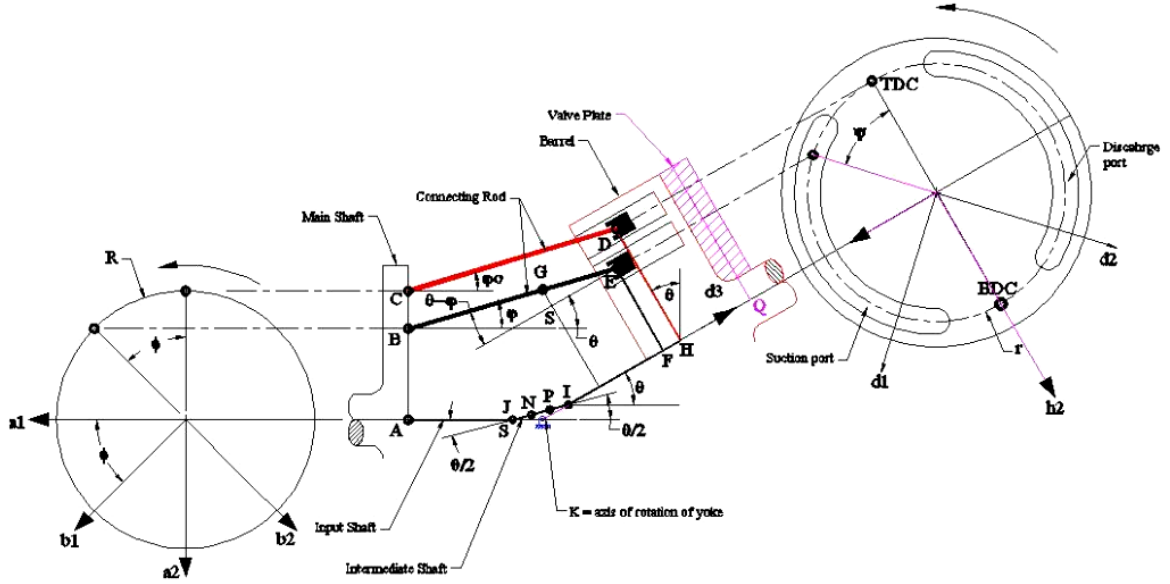 TDC
Valve Plate
ψ
Barrel
Discahrge
port
Connecting Rod
Main Shaft
R
D
d2
G
C
φo
E
θ
d3
BDC
θ-φ
S
Q
B
φ
θ
H
r
Suction port
ϕ
F
d1
θ
h2
I
P
N
J
a1
A
S
θ/2
ϕ
θ/2
K = axis of rotation of yoke
Input Shaft
b1
b2
Intermediate Shaft
a2